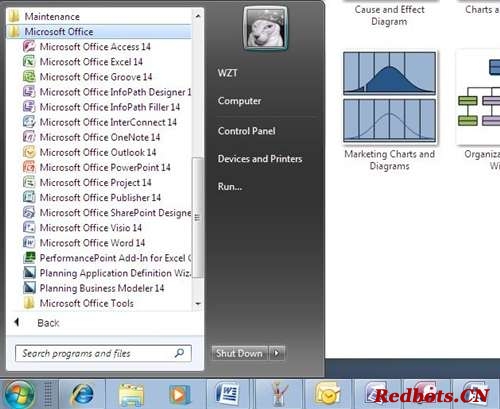 Maintenance
Microsoft Office
Microsoft Office Access 14
Microsoft Office Excel 14
Microsoft Office Groove 14
Microsoft Office InfoPath Designer 1
Microsoft Office InfoPath Filler 14
Microsoft Office InterConnect 14
Microsoft Office OneNote 14
Microsoft Office Outlook 14
Microsoft Office PowerPoint 14
Microsoft Office Project 14
Microsoft Office Publisher 14
Microsoft Office SharePoint Designe
Microsoft Office Visio 14
Microsoft Office Word 14
PerformancePoint Add-In for Excel
Planning Application Definition Wiza
Planning Business Modeler 14
Microsoft Office Tools
Back
Search programs and files
WZT
Computer
Control Panel
Devices and Printers
Run...
Shut Down
Cause and Effect
Diagram
Charts a
Marketing Charts and
Diagrams
Organiza
Wi
Redbots.CN